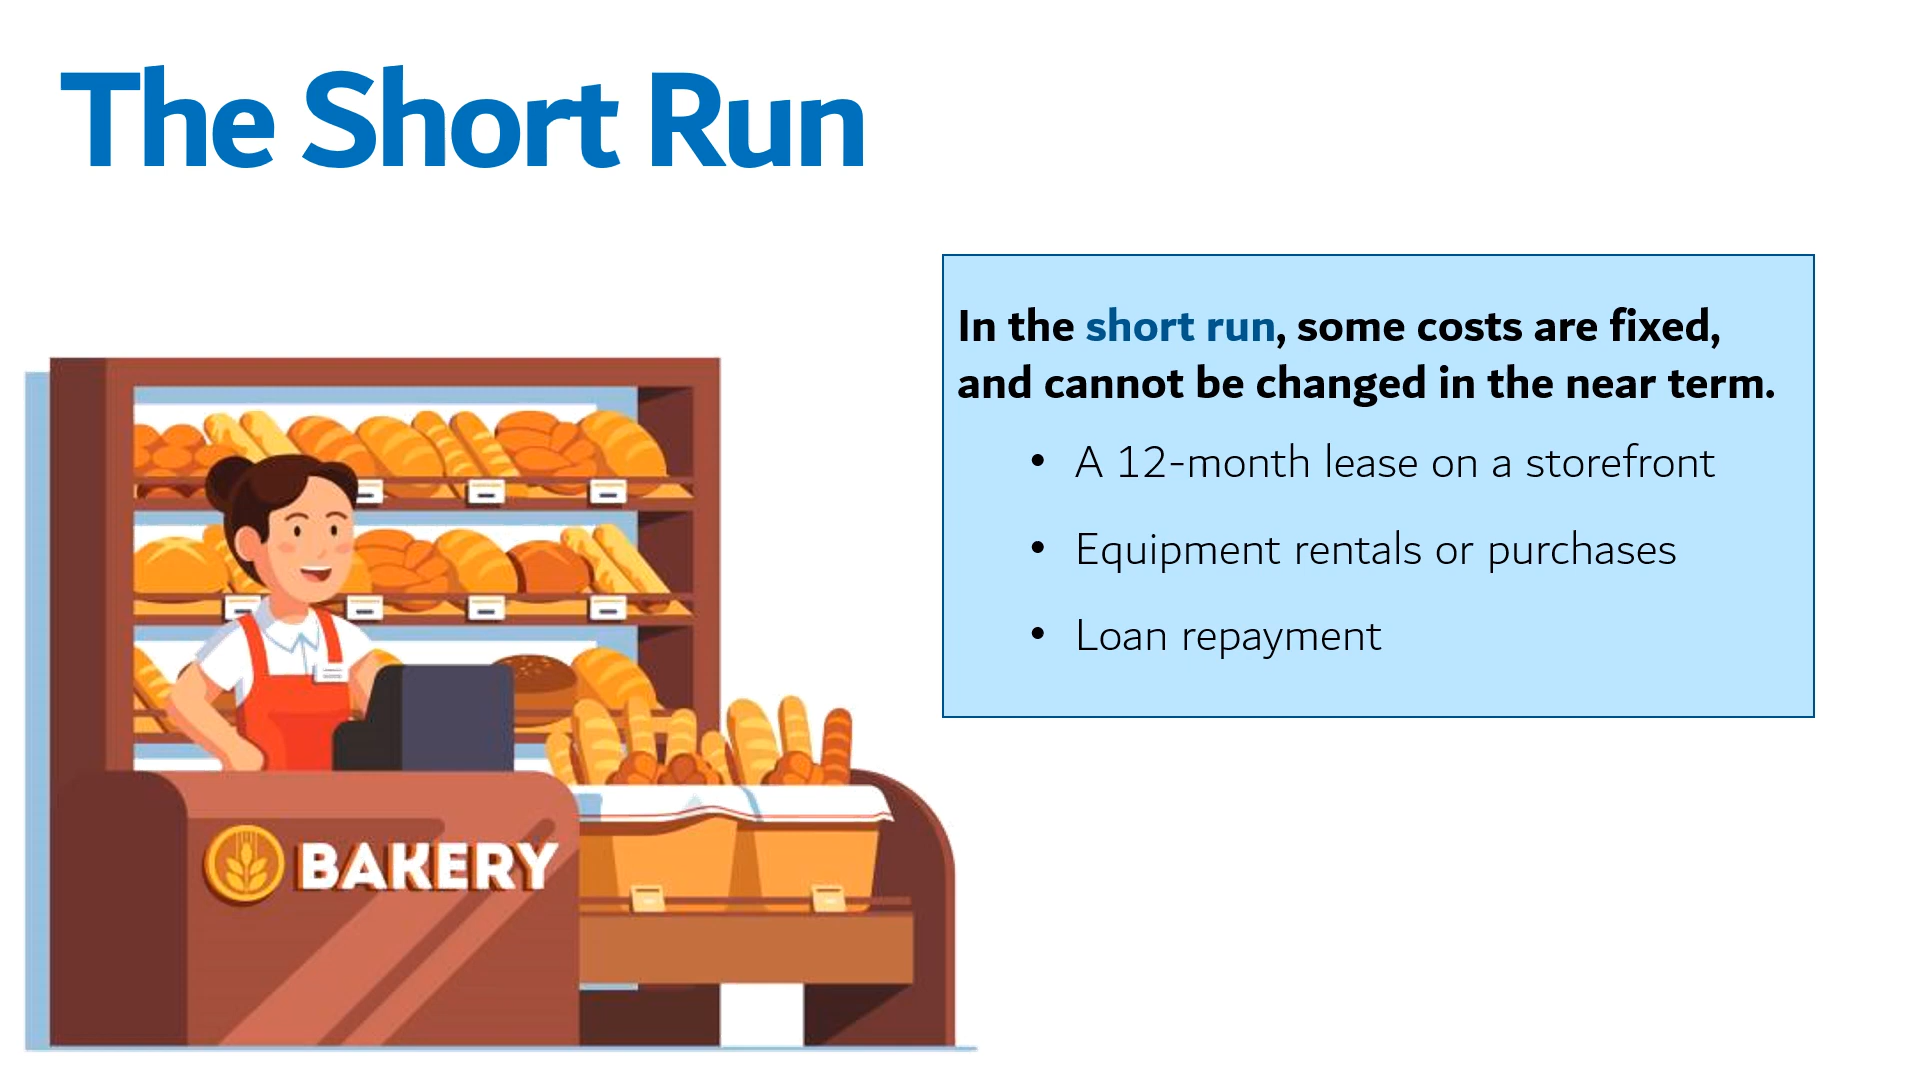 The Short Run
In the short run, some costs are fixed,
and cannot be changed in the near term.
• A 12-month lease on a storefront
• Equipment rentals or purchases
• Loan repayment
BAKERY